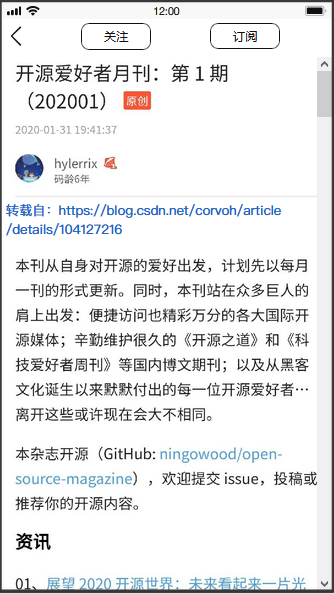 12:00
关注
订阅
开源爱好者月刊：第 1 期
（202001） 原创
2020-01-31 19:41:37
hylerrix
码龄6年
转载自：https://blog.csdn.net/corvoh/article
/details/104127216
本刊从自身对开源的爱好出发，计划先以每月
一刊的形式更新。同时，本刊站在众多巨人的
肩上出发：便捷访问也精彩万分的各大国际开
源媒体；辛勤维护很久的《开源之道》和《科
技爱好者周刊》等国内博文期刊；以及从黑客
文化诞生以来默默付出的每一位开源爱好者…
离开这些或许现在会大不相同。
本杂志开源（GitHub: ningowood/open-
source-magazine），欢迎提交 issue，投稿或
推荐你的开源内容。
资讯
01、展望 2020 开源世界：未来看起来一片光